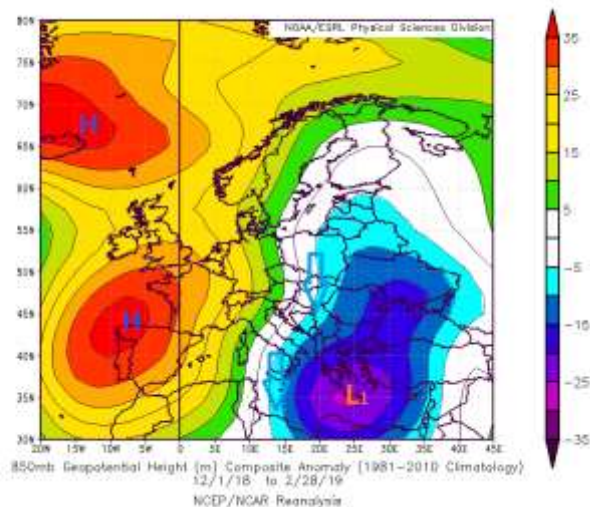 NOAA/ESRL Physical Sciences Division
80N
75N
70N
65N
60N
55N
50N
45N
40N
35N
30N
H
H
L1
20W 15W 10W 5W 0 5E 10E 15E 20E 25E 30E 35E 40E 45E
35
25
15
5
-5
-15
-25
-35
850mb Geopotential Height (m) Composite Anomaly (1981-2010 Climatology)
12/1/18 to 2/28/19
NCEP/NCAR Reanalysis